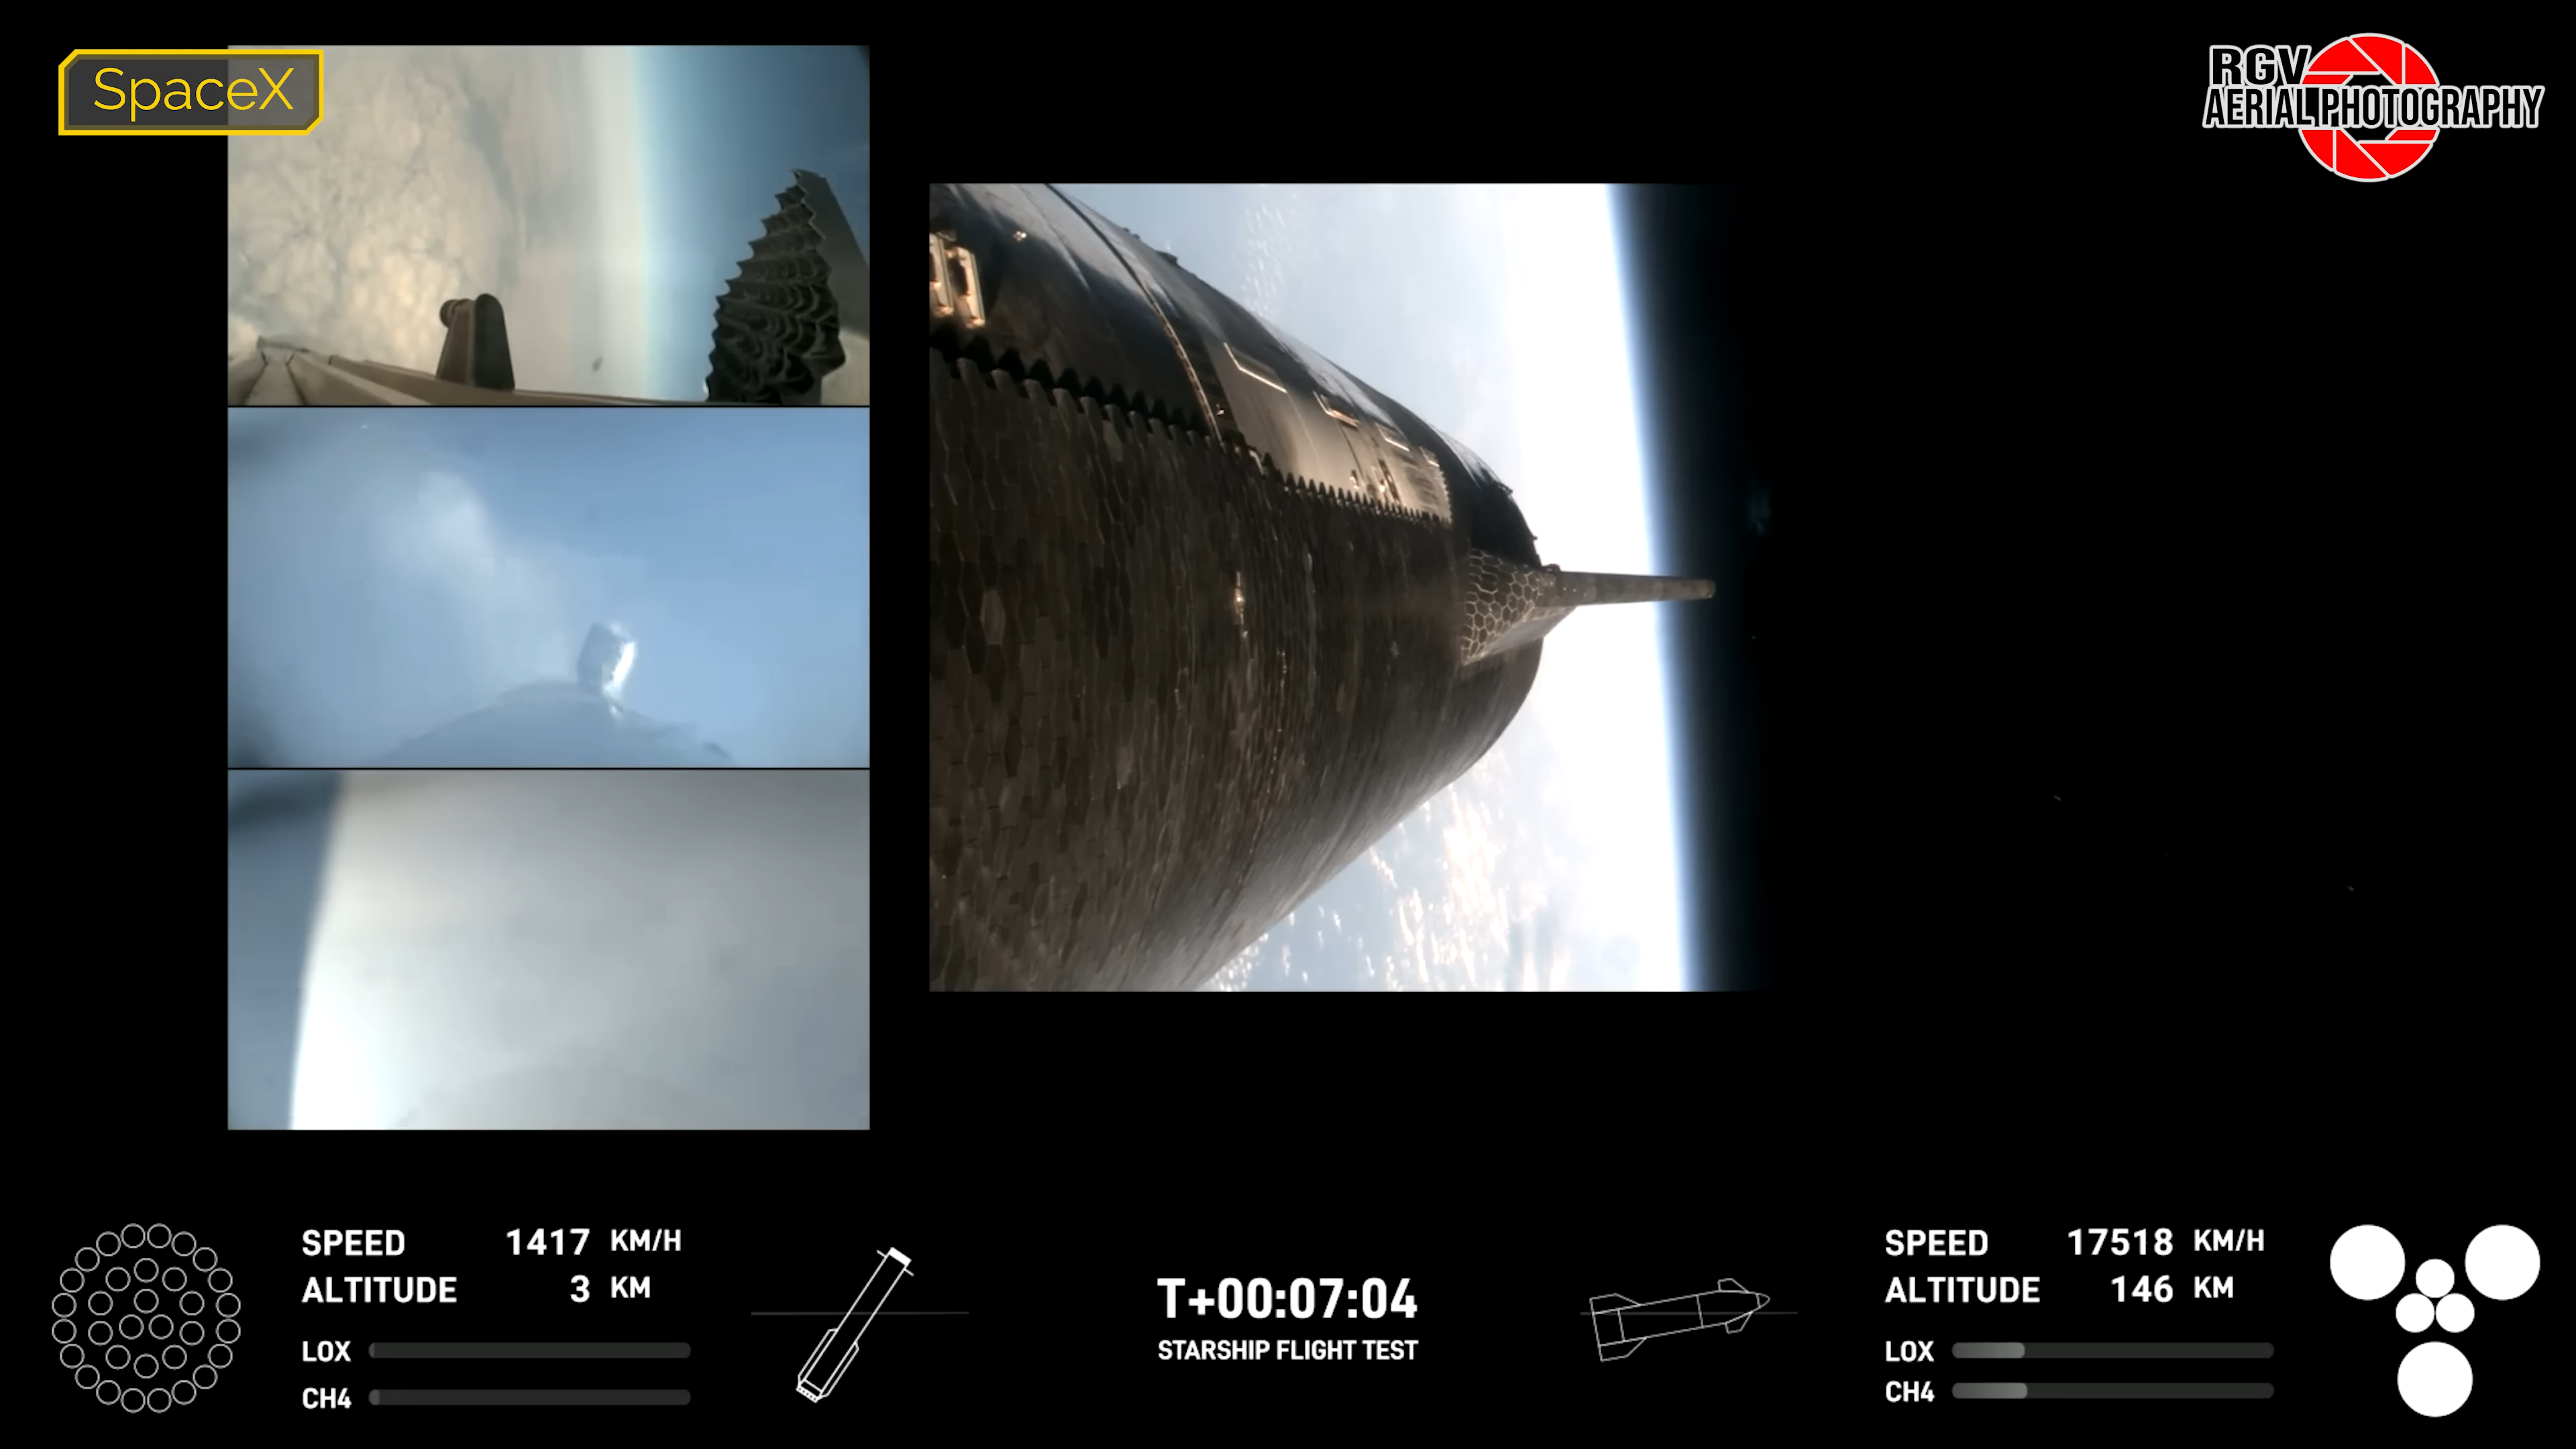 SpaceX
RGV
AERIAL PHOTOGRAPHY
SPEED 1417 KM/H
ALTITUDE 3 KM
LOX
CH4
T+00:07:04
STARSHIP FLIGHT TEST
SPEED 17518 KM/H
ALTITUDE 146 KM
LOX
CH4